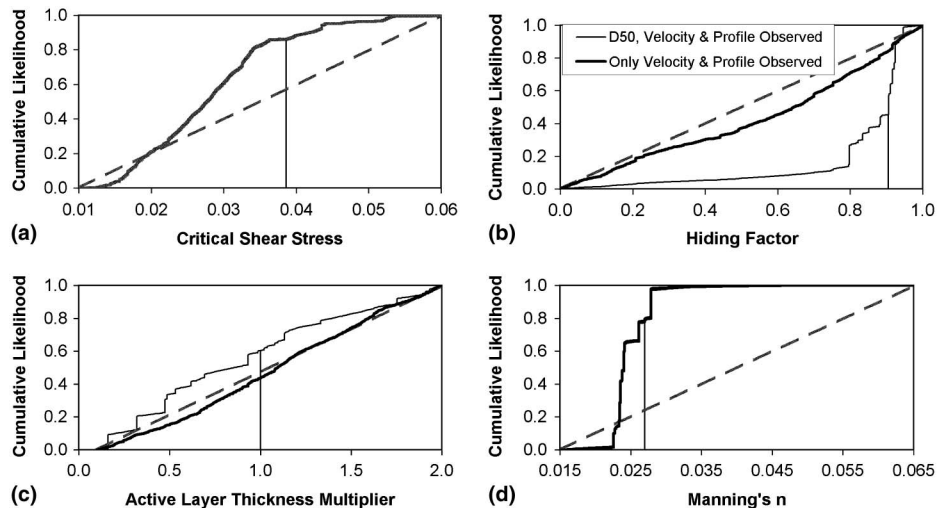 Cumulative Likelihood
1.0
0.8
0.6
0.4
0.2
0.0
0.01 0.02 0.03 0.04 0.05 0.06
(a) Critical Shear Stress
Cumulative Likelihood
1.0
0.8
0.6
0.4
0.2
0.0
D50, Velocity & Profile Observed
Only Velocity & Profile Observed
0.0 0.2 0.4 0.6 0.8 1.0
(b) Hiding Factor
Cumulative Likelihood
1.0
0.8
0.6
0.4
0.2
0.0
0.0 0.5 1.0 1.5 2.0
(c) Active Layer Thickness Multiplier
Cumulative Likelihood
1.0
0.8
0.6
0.4
0.2
0.0
0.015 0.025 0.035 0.045 0.055 0.065
(d) Manning's n